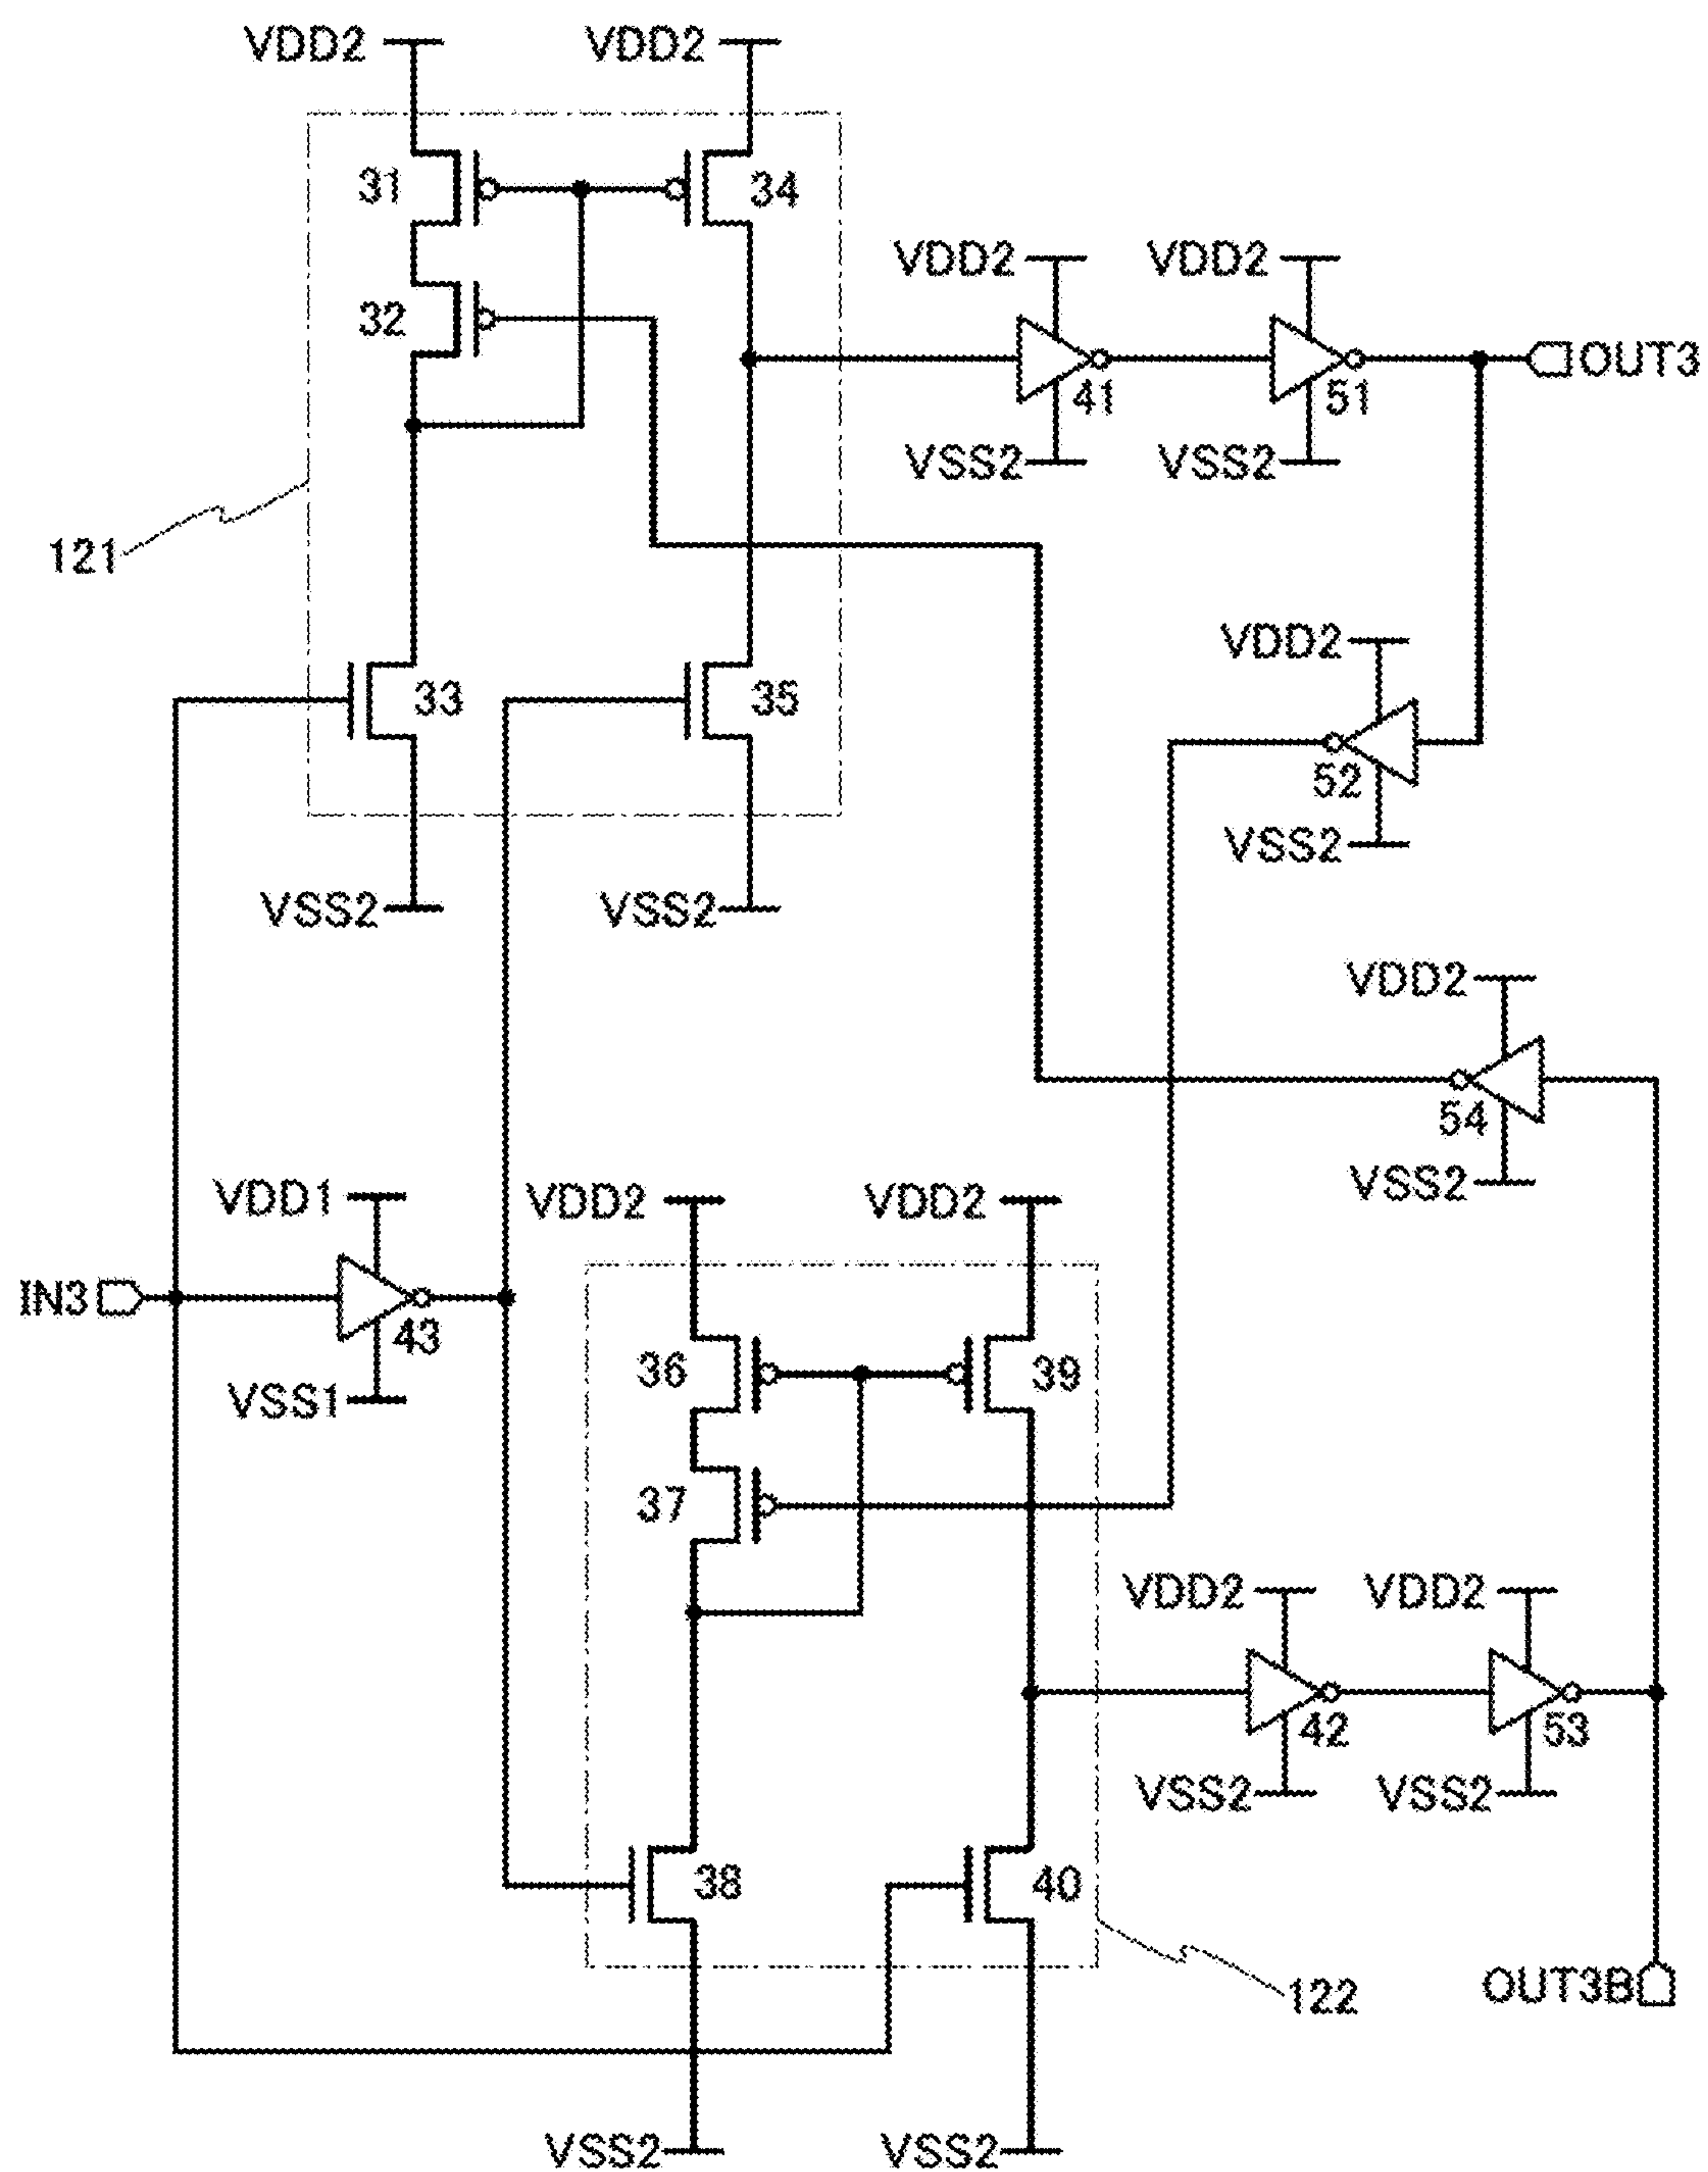 VDD2 VDD2
31 34
32
VDD2 VDD2
OUT3
41 51
VSS2 VSS2
121
VDD2
33 35
52
VSS2
VSS2 VSS2
VDD2
54
VSS2
VDD1 VDD2 VDD2
IN3
43
VSS1
36 39
37
VDD2 VDD2
42 53
VSS2 VSS2
38 40
OUT3B
122
VSS2 VSS2